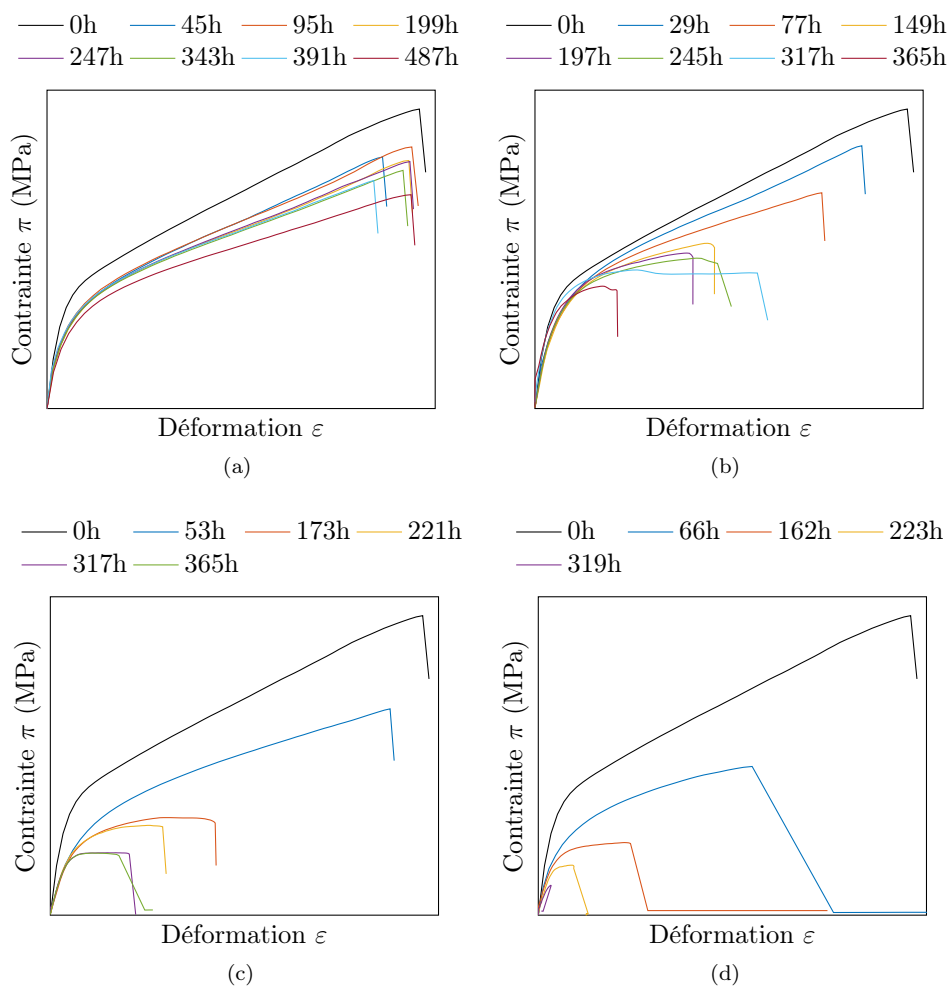 0h 45h 95h 199h
247h 343h 391h 487h
Contrainte π (MPa)
Déformation ε
(a)
0h 29h 77h 149h
197h 245h 317h 365h
Contrainte π (MPa)
Déformation ε
(b)
0h 53h 173h 221h
317h 365h
Contrainte π (MPa)
Déformation ε
(c)
0h 66h 162h 223h
319h
Contrainte π (MPa)
Déformation ε
(d)